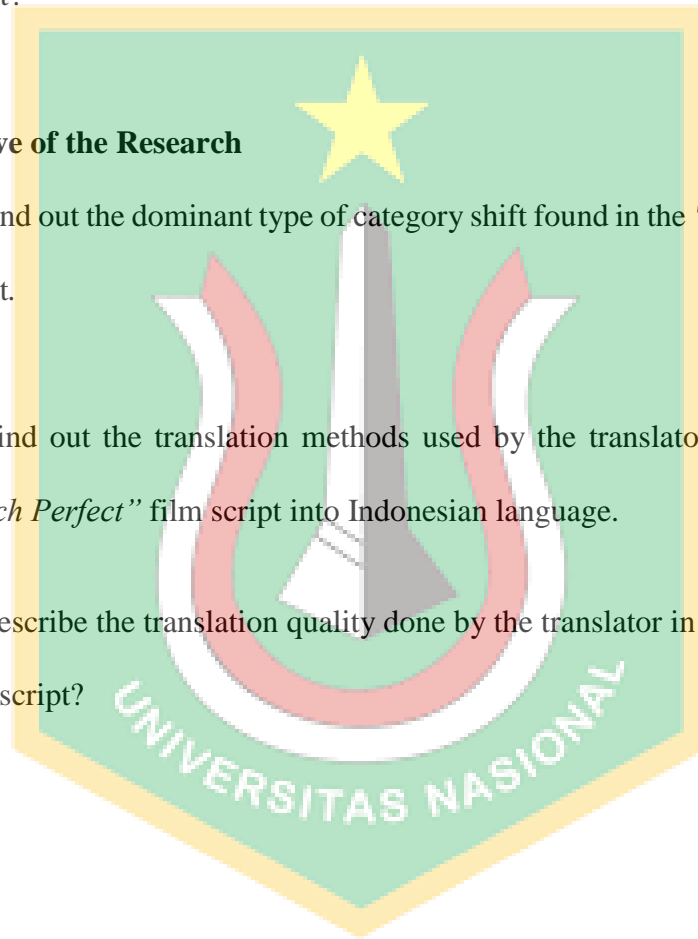 ve of the Research
nd out the dominant type of category shift found in the "
t.
ind out the translation methods used by the translato
ch Perfect” film script into Indonesian language.
escribe the translation quality done by the translator in
script?
UNIVERSITAS NASIONAL